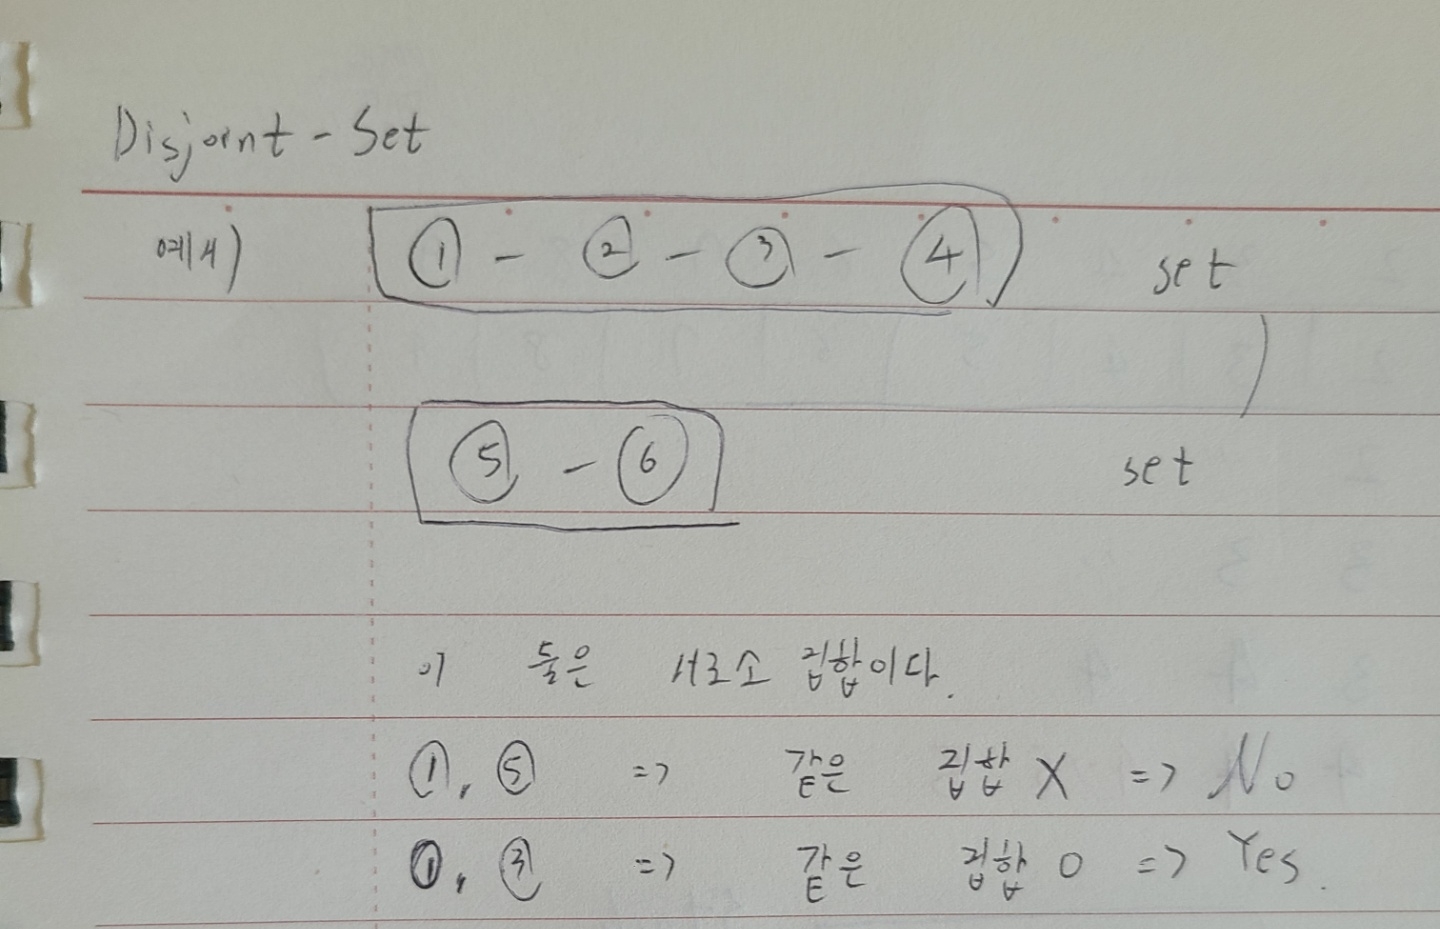 Disjoint - Set
예시) ① - ② - ③ - ④ set
⑤ - ⑥ set
이 둘은 서로소 집합이다.
①, ⑤ => 같은 집합 X => No
①, ③ => 같은 집합 O => Yes.